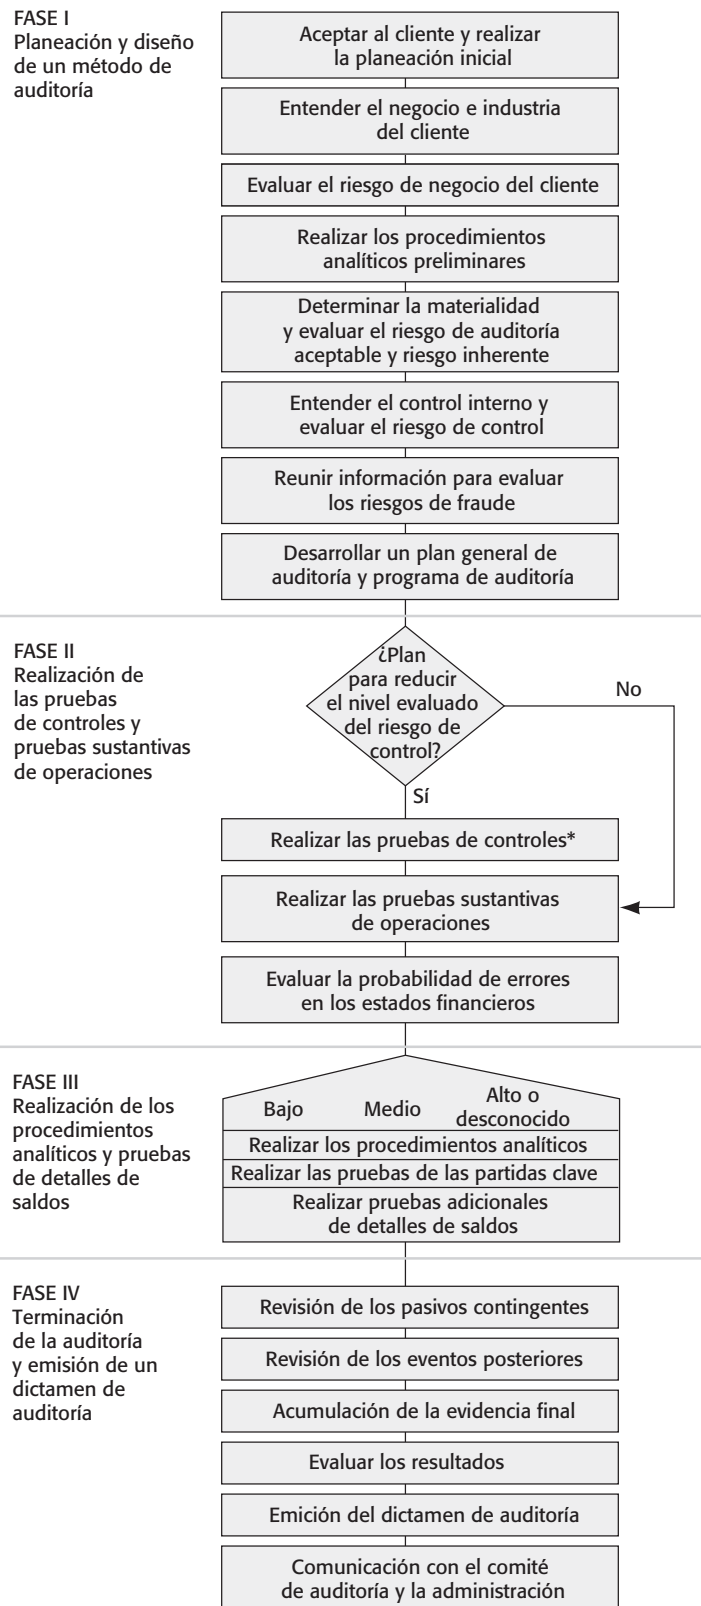 FASE I
Planeación y diseño
de un método de
auditoría
Aceptar al cliente y realizar
la planeación inicial
Entender el negocio e industria
del cliente
Evaluar el riesgo de negocio del cliente
Realizar los procedimientos
analíticos preliminares
Determinar la materialidad
y evaluar el riesgo de auditoría
aceptable y riesgo inherente
Entender el control interno y
evaluar el riesgo de control
Reunir información para evaluar
los riesgos de fraude
Desarrollar un plan general de
auditoría y programa de auditoría
FASE II
Realización de
las pruebas
de controles y
pruebas sustantivas
de operaciones
¿Plan
para reducir
el nivel evaluado
del riesgo de
control?
No
Sí
Realizar las pruebas de controles*
Realizar las pruebas sustantivas
de operaciones
Evaluar la probabilidad de errores
en los estados financieros
FASE III
Realización de los
procedimientos
analíticos y pruebas
de detalles de
saldos
Bajo
Medio
Alto o
desconocido
Realizar los procedimientos analíticos
Realizar las pruebas de las partidas clave
Realizar pruebas adicionales
de detalles de saldos
FASE IV
Terminación
de la auditoría
y emisión de un
dictamen de
auditoría
Revisión de los pasivos contingentes
Revisión de los eventos posteriores
Acumulación de la evidencia final
Evaluar los resultados
Emición del dictamen de auditoría
Comunicación con el comité
de auditoría y la administración